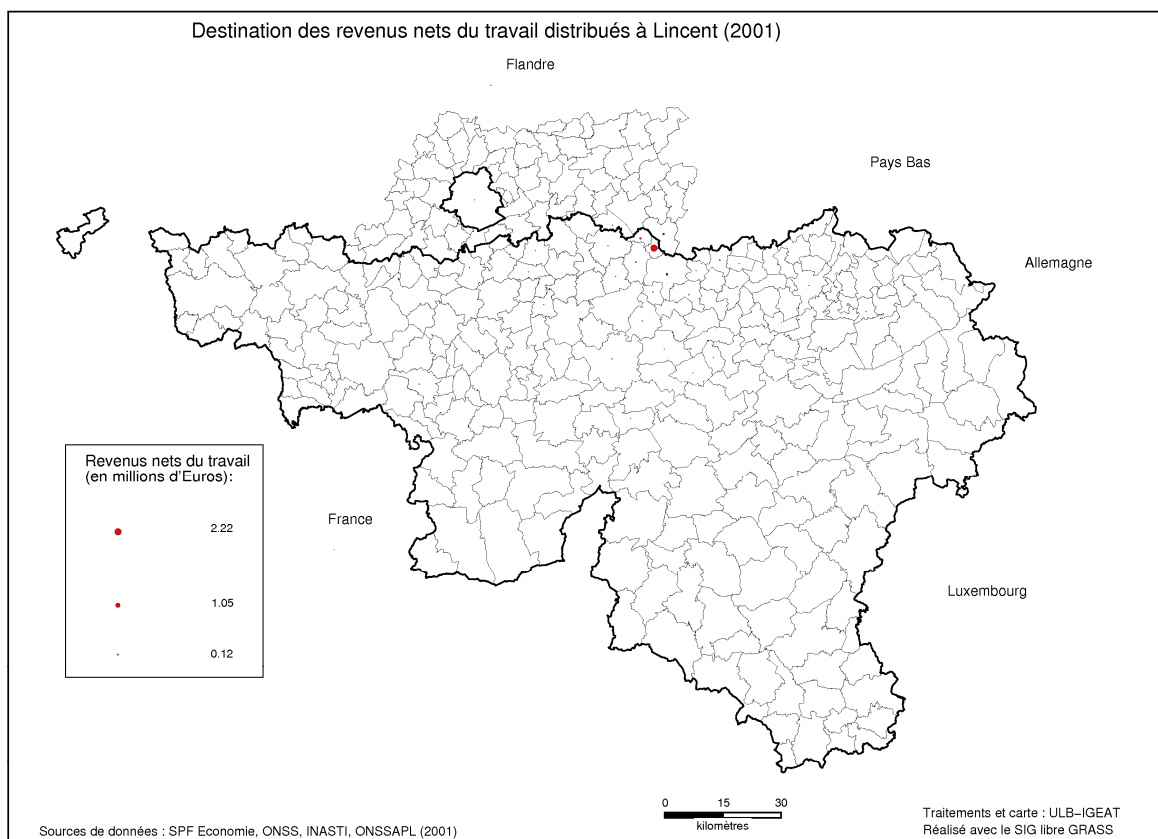 Destination des revenus nets du travail distribués à Lincent (2001)
Flandre
Pays Bas
Allemagne
Revenus nets du travail
(en millions d'Euros):
2.22
France
1.05
Luxembourg
0.12
0 15 30
kilomètres
Traitements et carte : ULB-IGEAT
Sources de données : SPF Economie, ONSS, INASTI, ONSSAPL (2001)
Réalisé avec le SIG libre GRASS